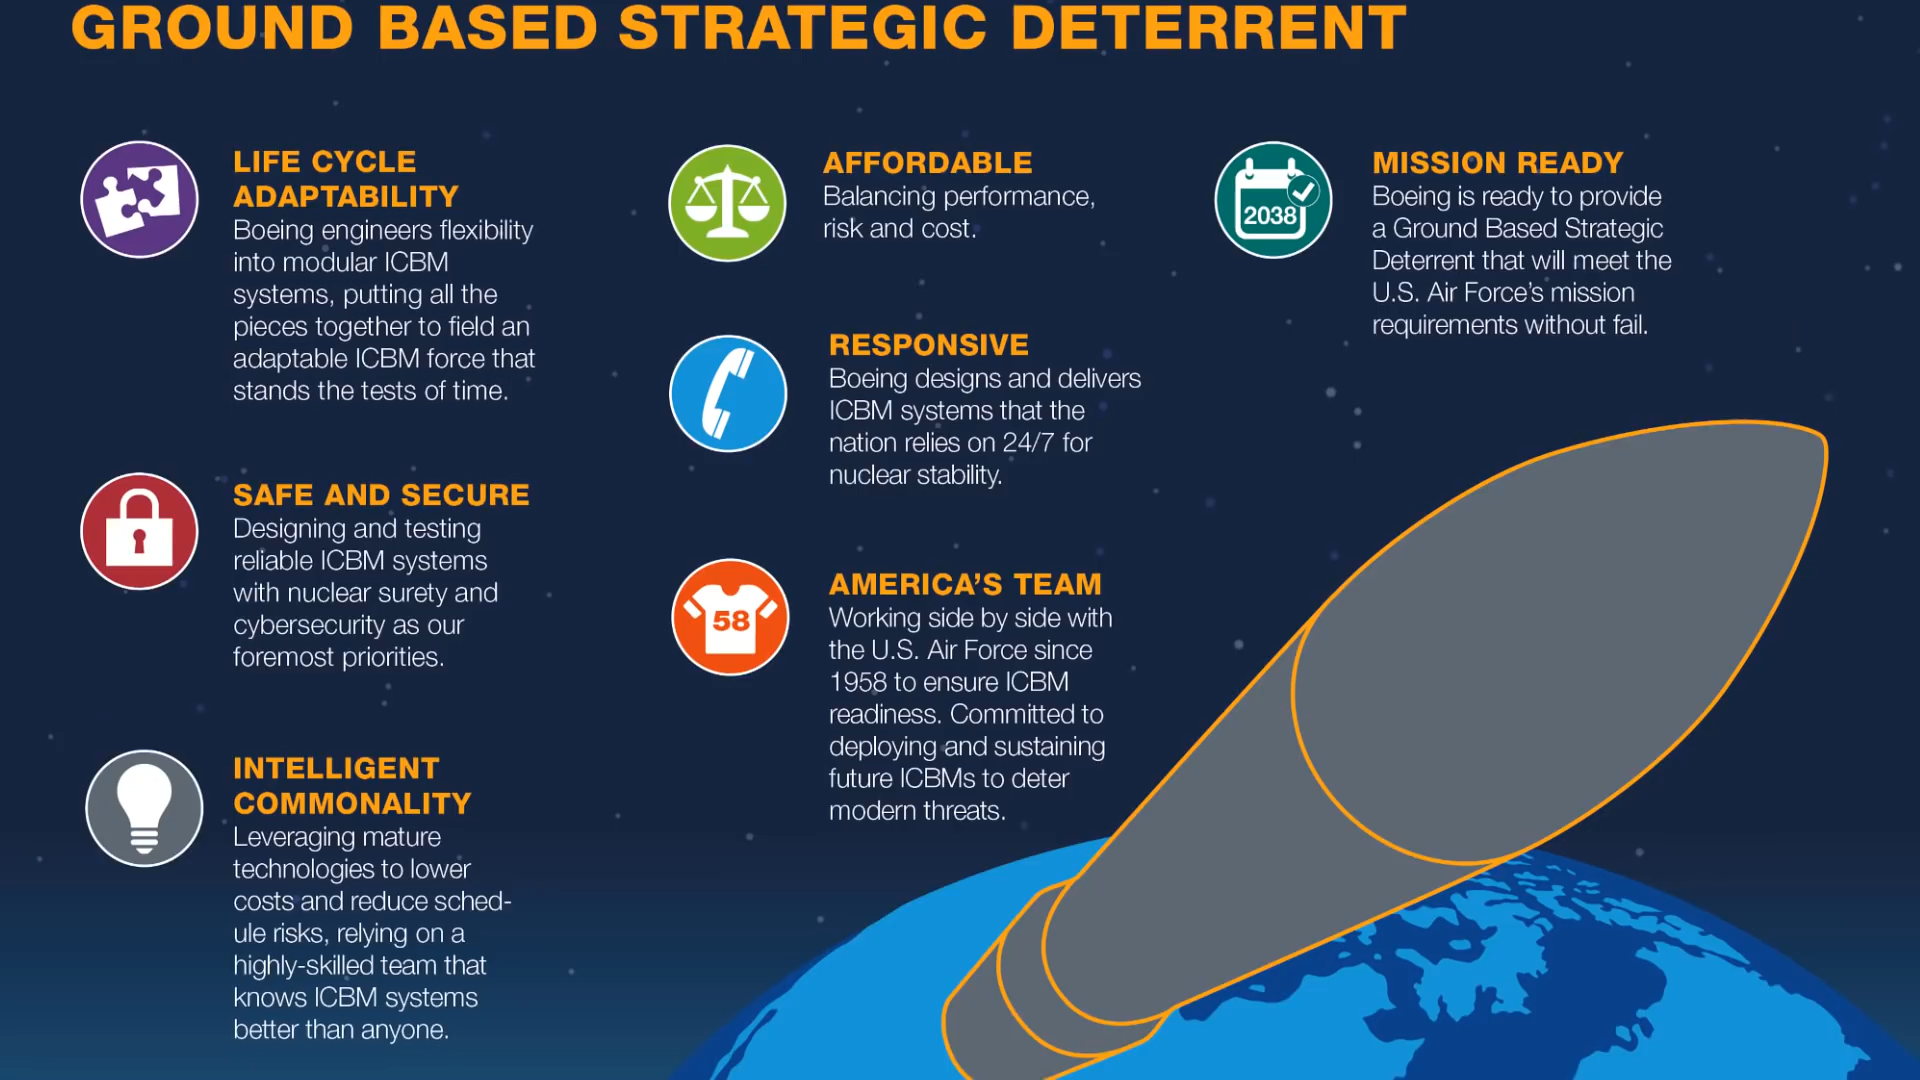 GROUND BASED STRATEGIC DETERRENT
LIFE CYCLE
ADAPTABILITY
Boeing engineers flexibility
into modular ICBM
systems, putting all the
pieces together to field an
adaptable ICBM force that
stands the tests of time.
SAFE AND SECURE
Designing and testing
reliable ICBM systems
with nuclear surety and
cybersecurity as our
foremost priorities.
INTELLIGENT
COMMONALITY
Leveraging mature
technologies to lower
costs and reduce sched-
ule risks, relying on a
highly-skilled team that
knows ICBM systems
better than anyone.
AFFORDABLE
Balancing performance,
risk and cost.
RESPONSIVE
Boeing designs and delivers
ICBM systems that the
nation relies on 24/7 for
nuclear stability.
58
AMERICA'S TEAM
Working side by side with
the U.S. Air Force since
1958 to ensure ICBM
readiness. Committed to
deploying and sustaining
future ICBMs to deter
modern threats.
2038
MISSION READY
Boeing is ready to provide
a Ground Based Strategic
Deterrent that will meet the
U.S. Air Force's mission
requirements without fail.